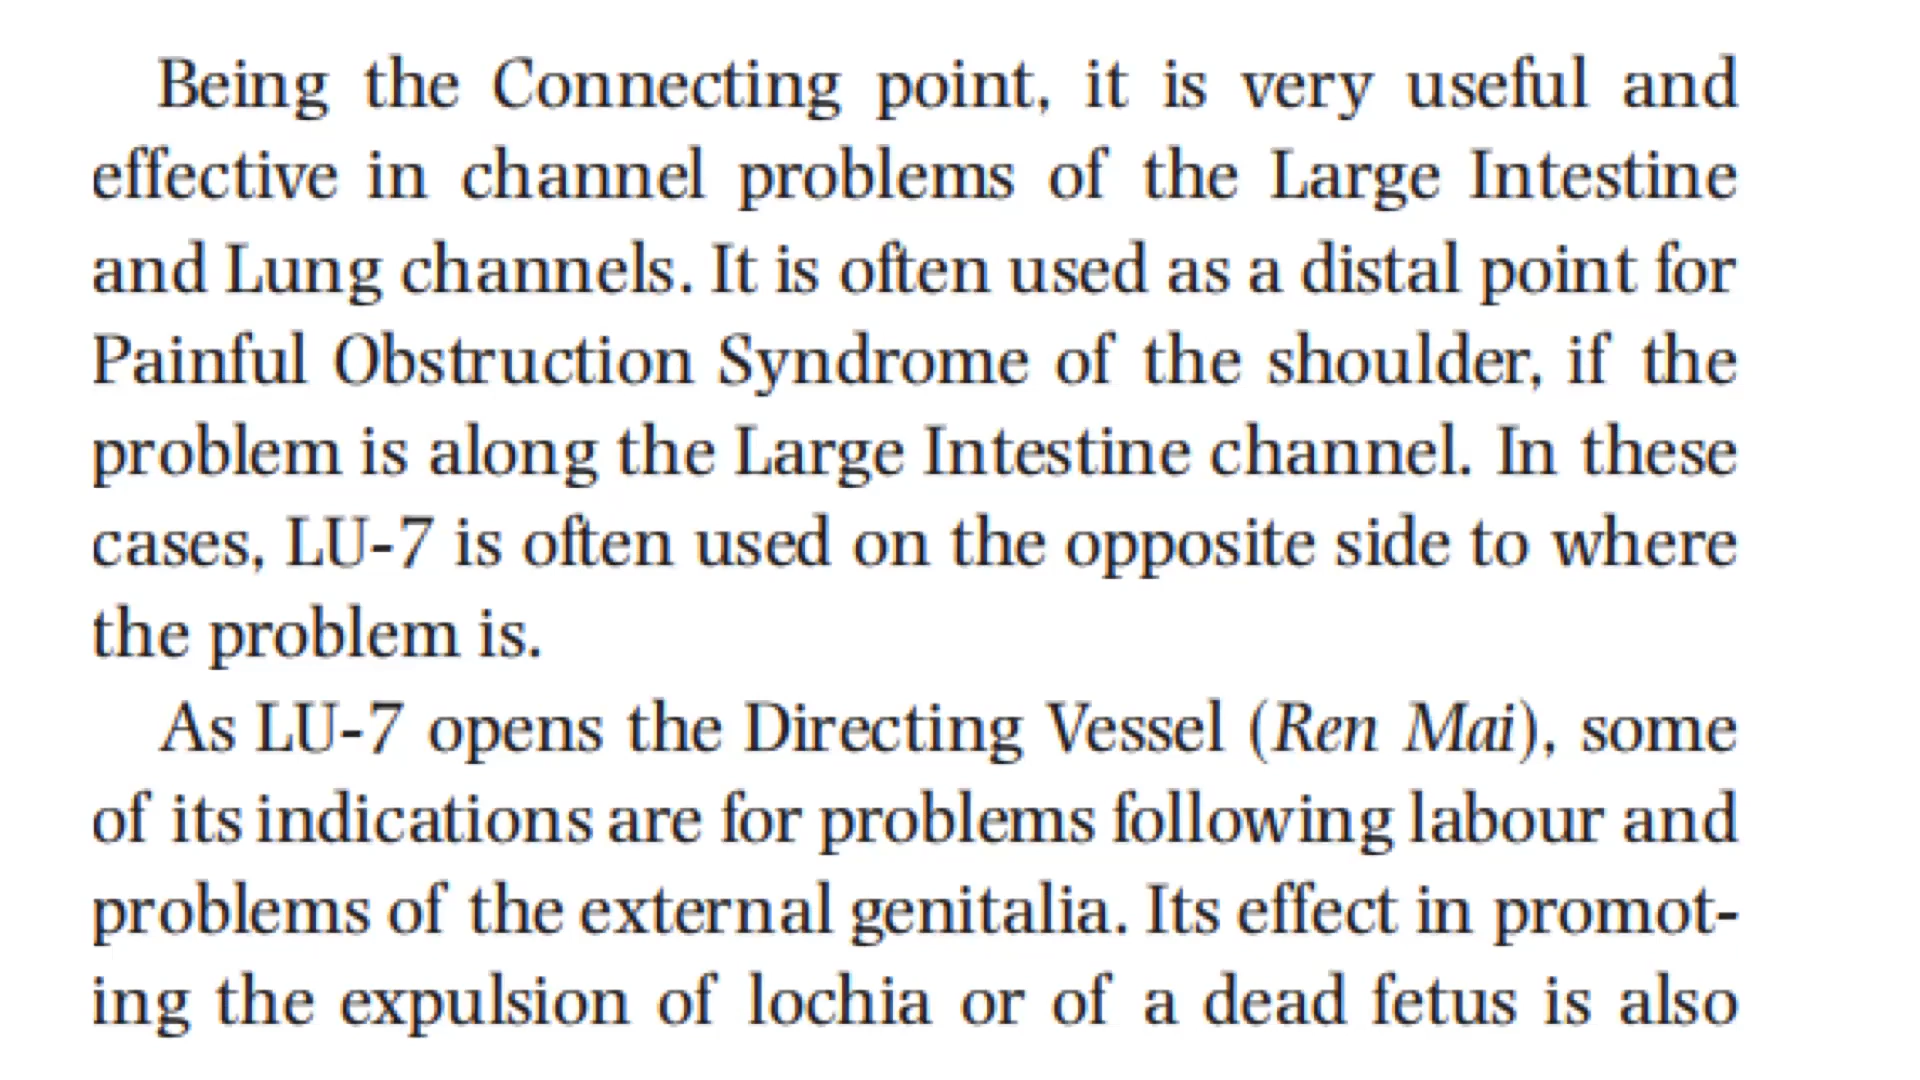 Being the Connecting point, it is very useful and
effective in channel problems of the Large Intestine
and Lung channels. It is often used as a distal point for
Painful Obstruction Syndrome of the shoulder, if the
problem is along the Large Intestine channel. In these
cases, LU-7 is often used on the opposite side to where
the problem is.
As LU-7 opens the Directing Vessel (Ren Mai), some
of its indications are for problems following labour and
problems of the external genitalia. Its effect in promot-
ing the expulsion of lochia or of a dead fetus is also